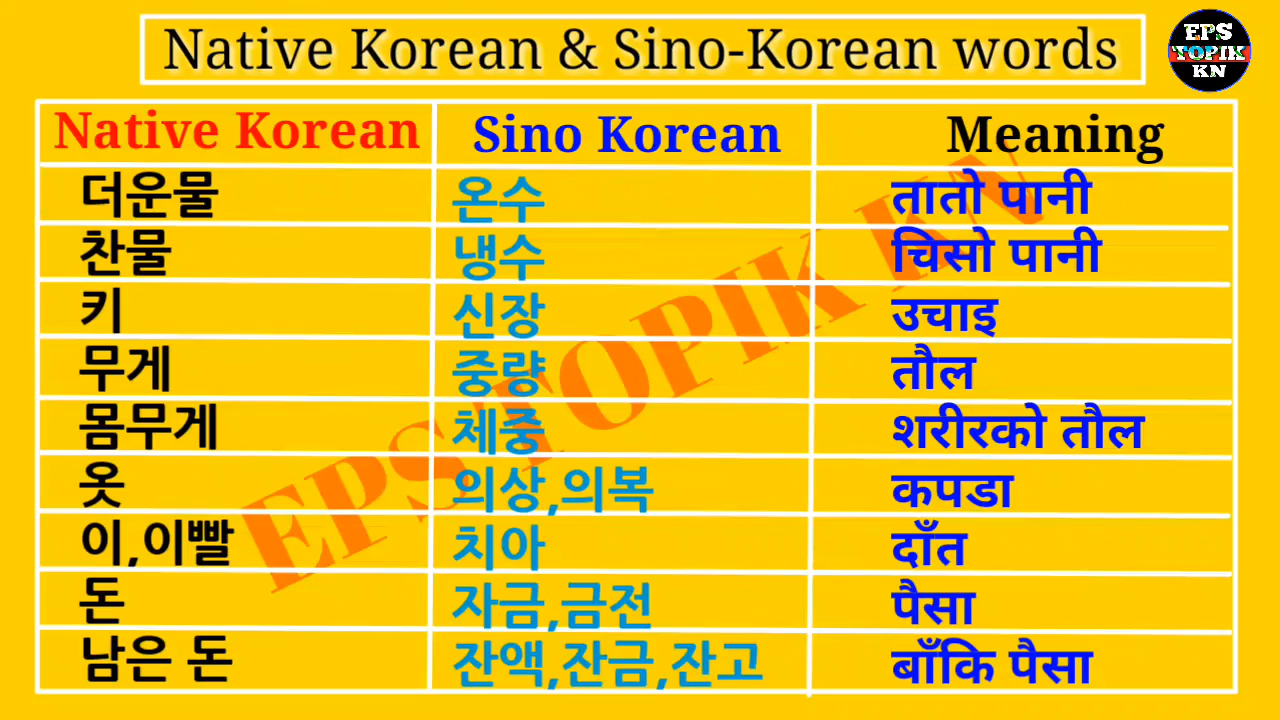 Native Korean & Sino-Korean words
EPS
TOPIK
KN
Native Korean Sino Korean Meaning
더운물 온수 तातो पानी
찬물 냉수 चिसो पानी
키 신장 उचाइ
무게 중량 तौल
몸무게 체중 शरीरको तौल
옷 의상,의복 कपडा
이,이빨 치아 दाँत
돈 자금,금전 पैसा
남은 돈 잔액,잔금,잔고 बाँकि पैसा
EPS TOPIK KN